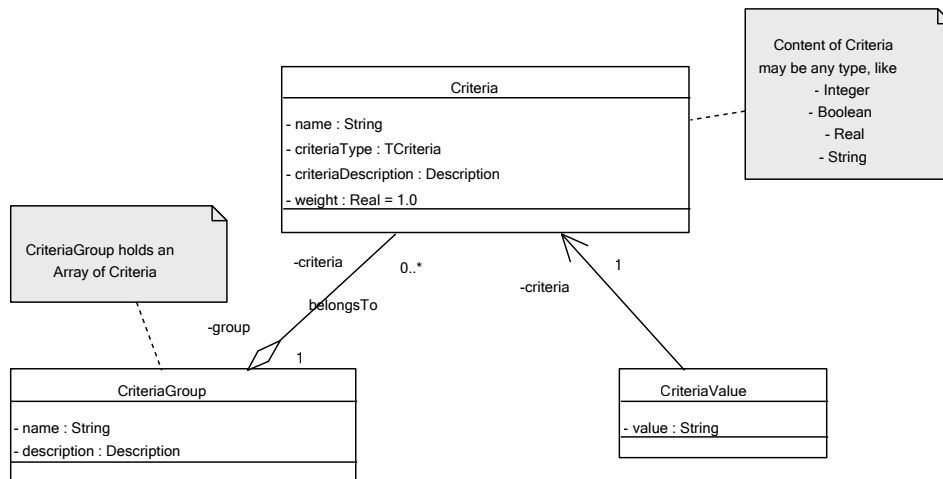 Content of Criteria
may be any type, like
- Integer
- Boolean
- Real
- String
Criteria
- name : String
- criteriaType : TCriteria
- criteriaDescription : Description
- weight : Real = 1.0
CriteriaGroup holds an
Array of Criteria
-criteria
0..*
belongsTo
-group
1
1
-criteria
CriteriaGroup
- name : String
- description : Description
CriteriaValue
- value : String